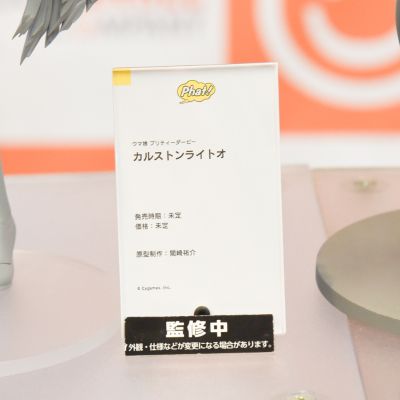 Phat!
ウマ娘 プリティーダービー
カルストンライトオ
発売時期：未定
価格：未定
原型制作：間崎祐介
© Cygames, Inc.
監修中
外観・仕様などが変更になる場合があります。